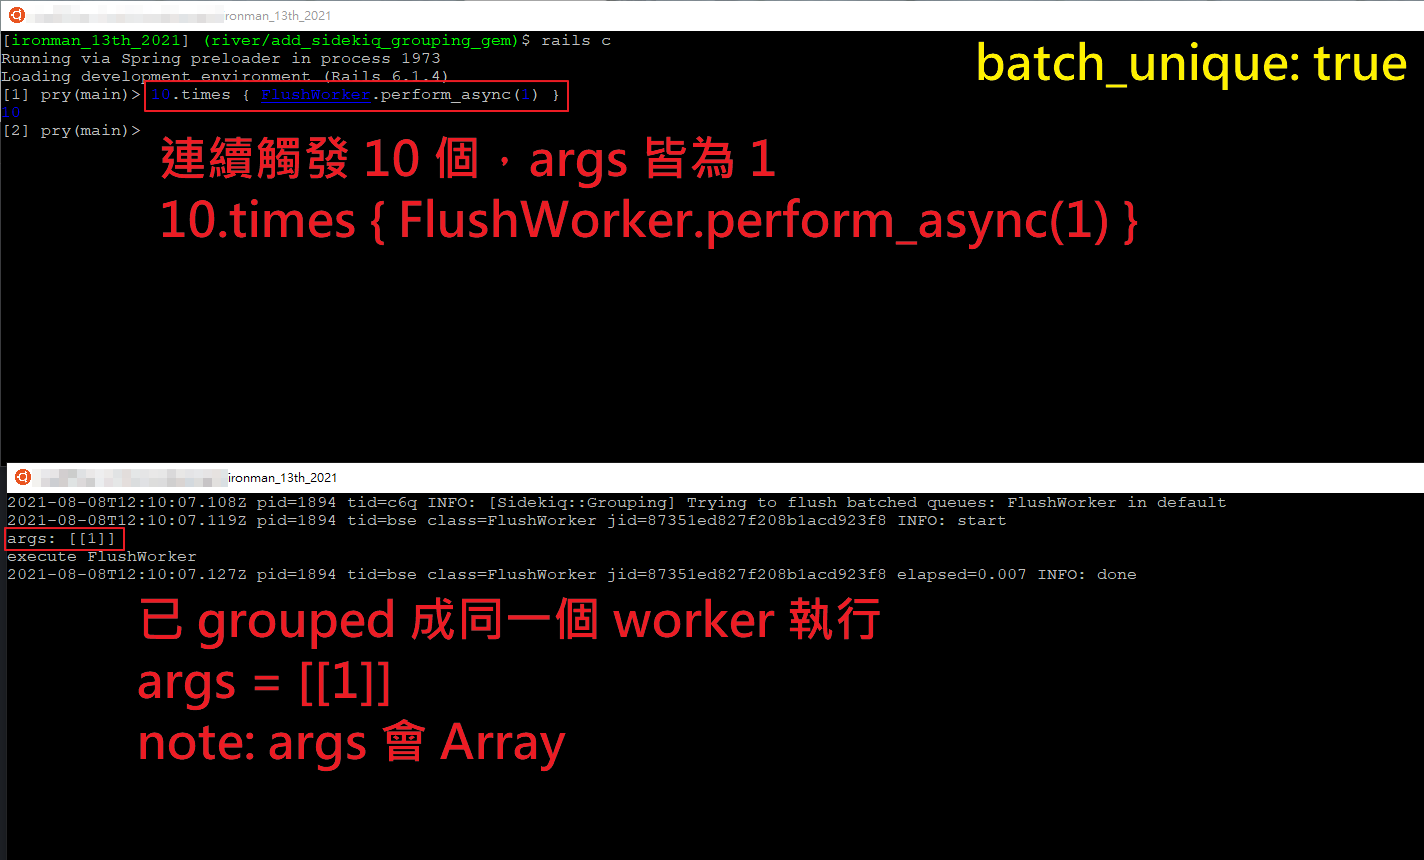 ronman_13th_2021
[ironman_13th_2021] (river/add_sidekiq_grouping_gem)$ rails c
batch_unique: true
Running via Spring preloader in process 1973
Loading development environment (Rails 6.1.4)
[1] pry(main)> 10.times { FlushWorker.perform_async(1) }
10
[2] pry(main)>
連續觸發 10 個，args 皆為 1
10.times { FlushWorker.perform_async(1) }
ironman_13th_2021
2021-08-08T12:10:07.108Z pid=1894 tid=c6q INFO: [Sidekiq::Grouping] Trying to flush batched queues: FlushWorker in default
2021-08-08T12:10:07.119Z pid=1894 tid=bse class=FlushWorker jid=87351ed827f208b1acd923f8 INFO: start
args: [[1]]
execute FlushWorker
2021-08-08T12:10:07.127Z pid=1894 tid=bse class=FlushWorker jid=87351ed827f208b1acd923f8 elapsed=0.007 INFO: done
已 grouped 成同一個 worker 執行
args = [[1]]
note: args 會 Array